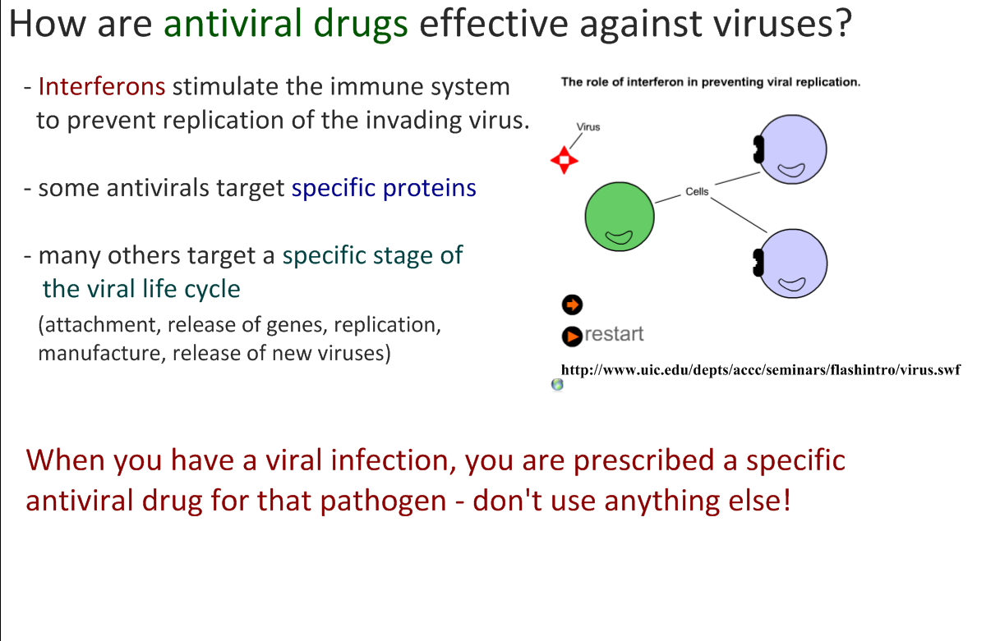 How are antiviral drugs effective against viruses?
- Interferons stimulate the immune system
to prevent replication of the invading virus.
- some antivirals target specific proteins
- many others target a specific stage of
the viral life cycle
(attachment, release of genes, replication,
manufacture, release of new viruses)
The role of interferon in preventing viral replication.
Virus
Cells
restart
http://www.uic.edu/depts/accc/seminars/flashintro/virus.swf
When you have a viral infection, you are prescribed a specific
antiviral drug for that pathogen - don't use anything else!